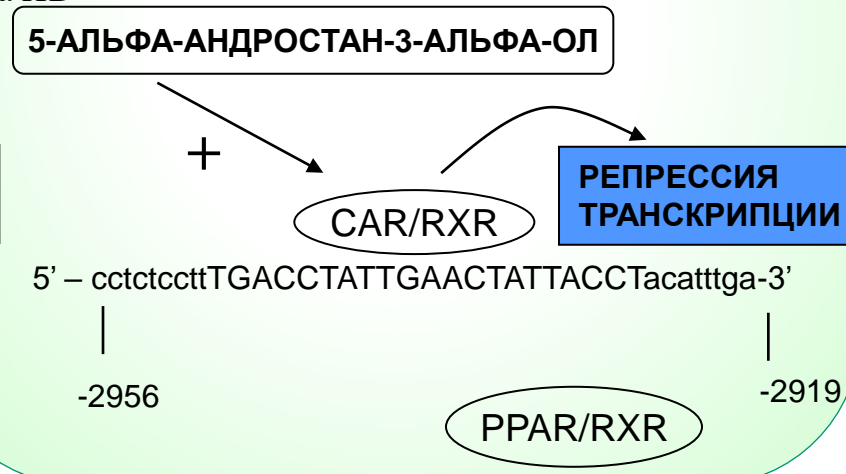 5-АЛЬФА-АНДРОСТАН-3-АЛЬФА-ОЛ
+
CAR/RXR
РЕПРЕССИЯ
ТРАНСКРИПЦИИ
5’ – cctctccttTGACCTATTGAACTATTACCTacatttga-3’
-2956
-2919
PPAR/RXR